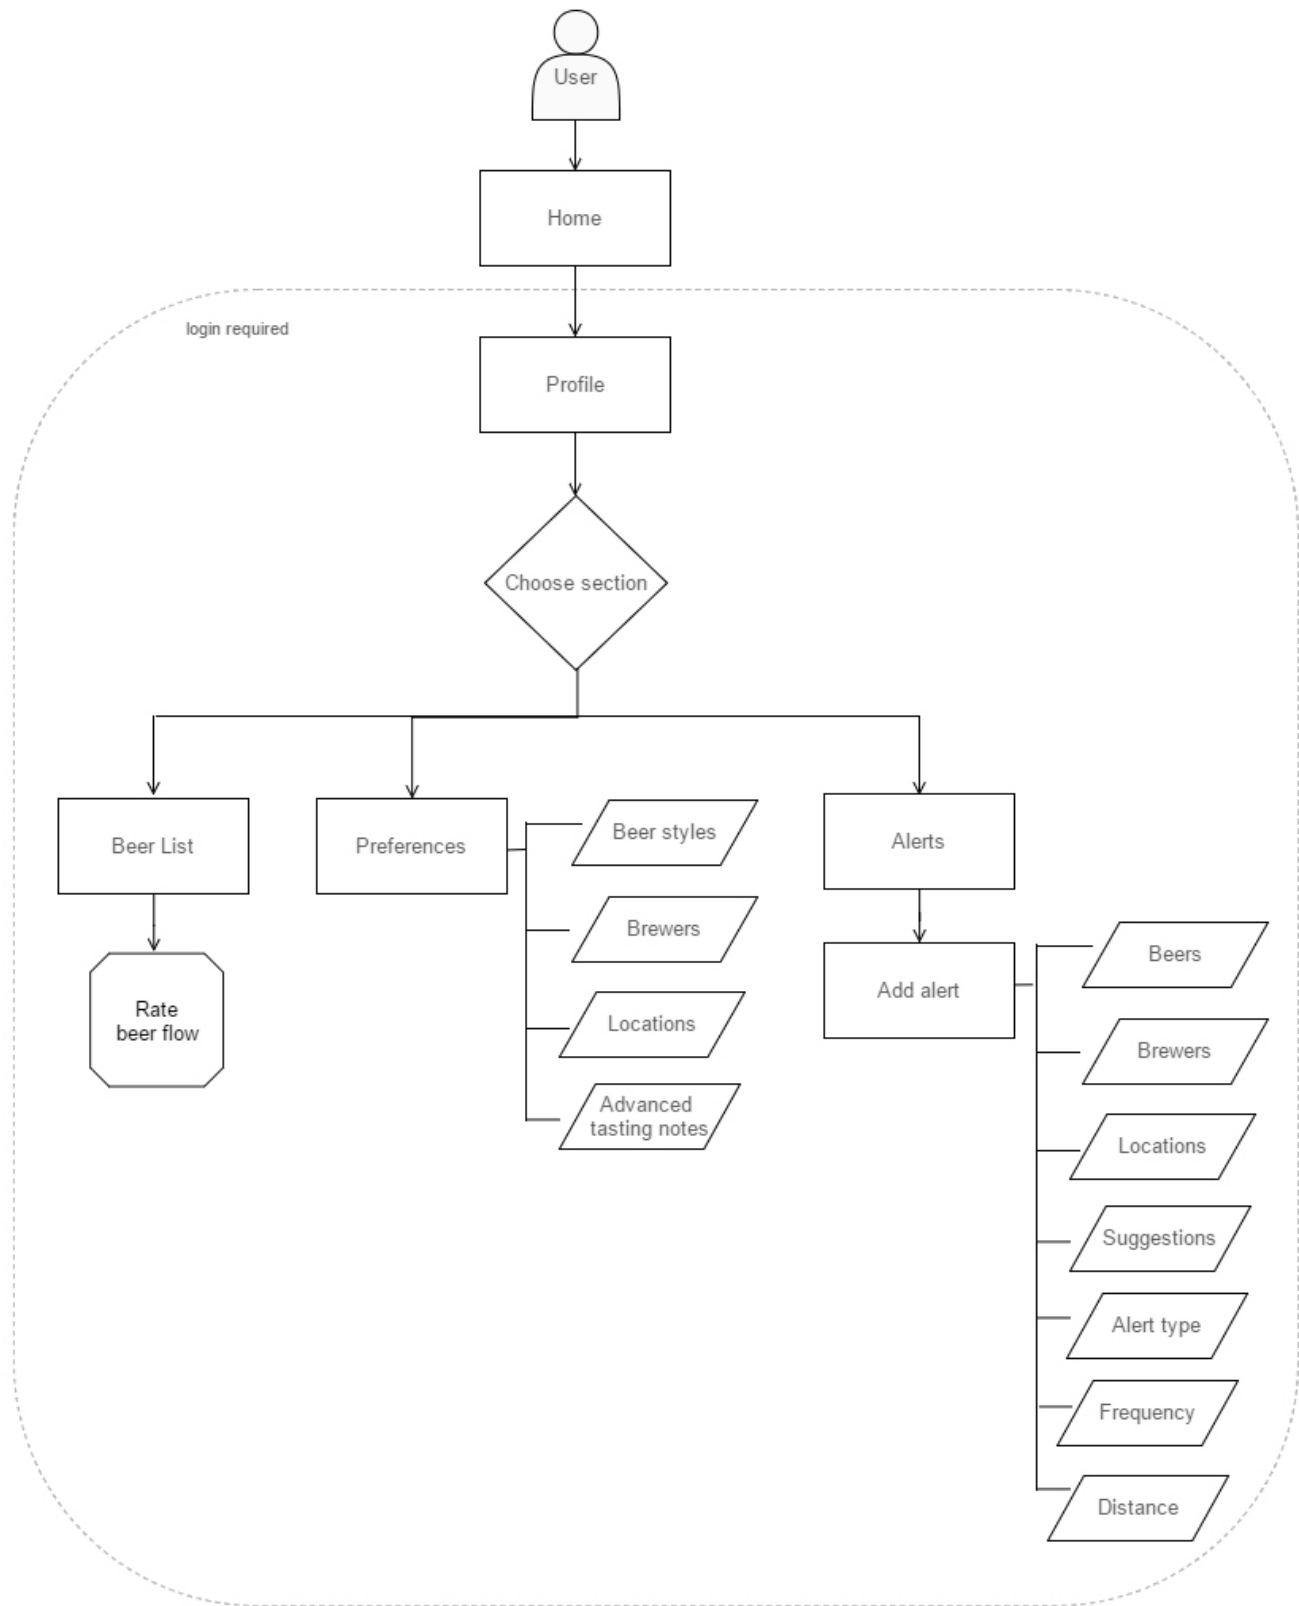 User
Home
login required
Profile
Choose section
Beer List
Preferences
Beer styles
Brewers
Locations
Advanced
tasting notes
Alerts
Add alert
Beers
Brewers
Locations
Suggestions
Alert type
Frequency
Distance
Rate
beer flow